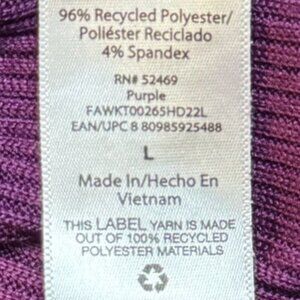 96% Recycled Polyester/
Poliéster Reciclado
4% Spandex
RN# 52469
Purple
FAWKT00265HD22L
EAN/UPC 8 80985925488
L
Made In/Hecho En
Vietnam
THIS LABEL YARN IS MADE
OUT OF 100% RECYCLED
POLYESTER MATERIALS